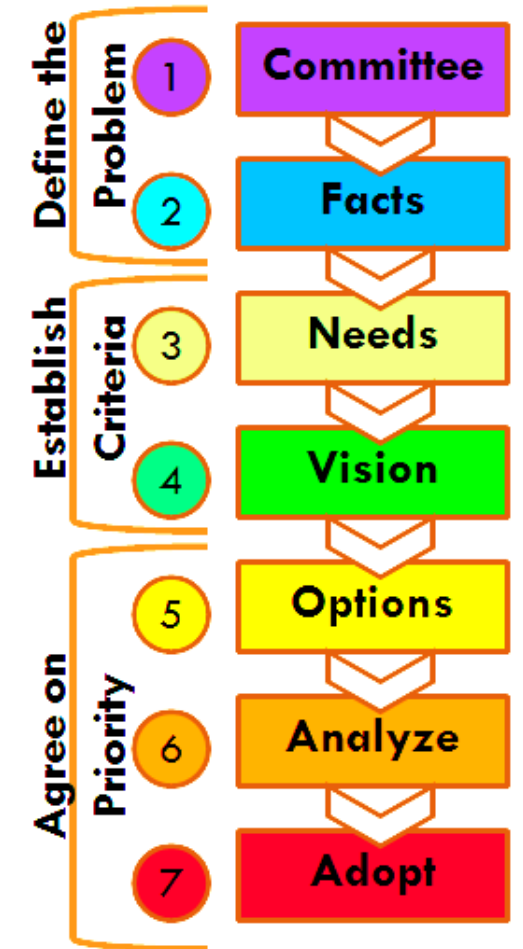 Define the
Problem
1
Committee
2
Facts
Establish
Criteria
3
Needs
4
Vision
Agree on
Priority
5
Options
6
Analyze
7
Adopt